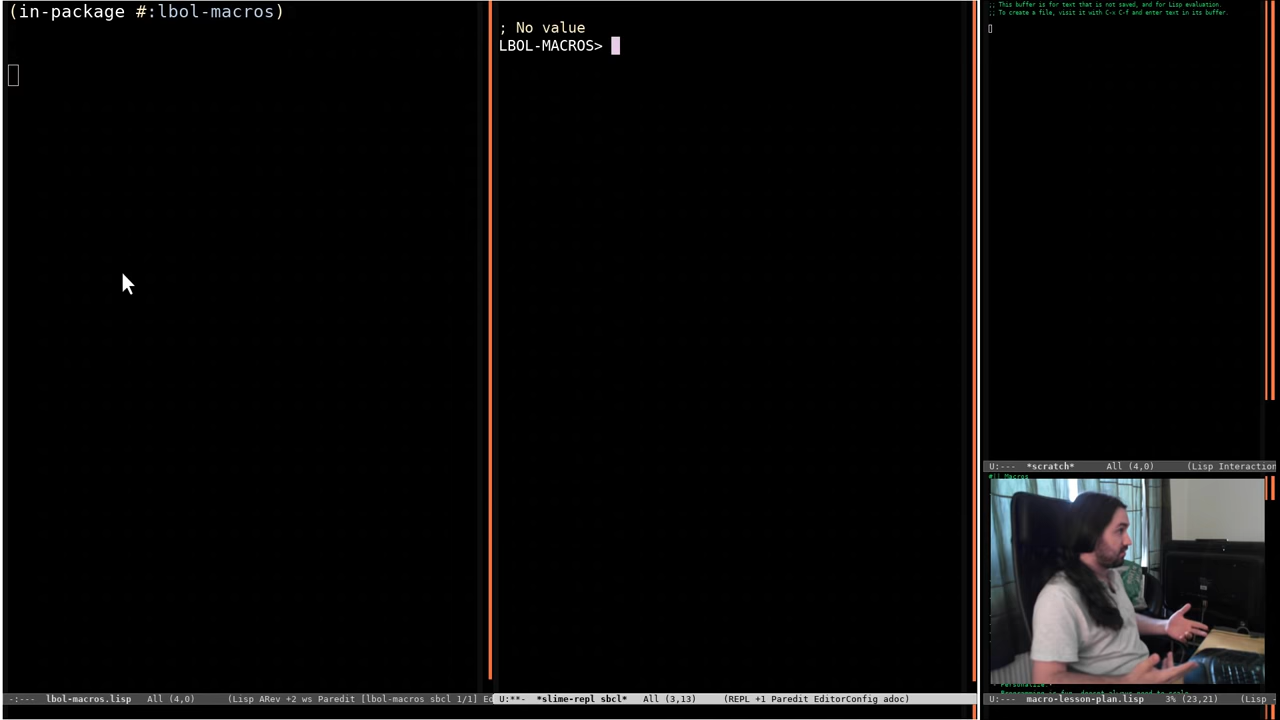 (in-package #:lbol-macros)
-:--- lbol-macros.lisp All (4,0) (Lisp ARev +2 ws Paredit [lbol-macros sbcl 1/1] Ed
; No value
LBOL-MACROS>
U:**- *slime-repl sbcl* All (3,13) (REPL +1 Paredit EditorConfig adoc)
;; This buffer is for text that is not saved, and for Lisp evaluation.
;; To create a file, visit it with C-x C-f and enter text in its buffer.
U:--- *scratch* All (4,0) (Lisp Interaction
#|| Macros
U:--- macro-lesson-plan.lisp 3% (23,21) (Lisp